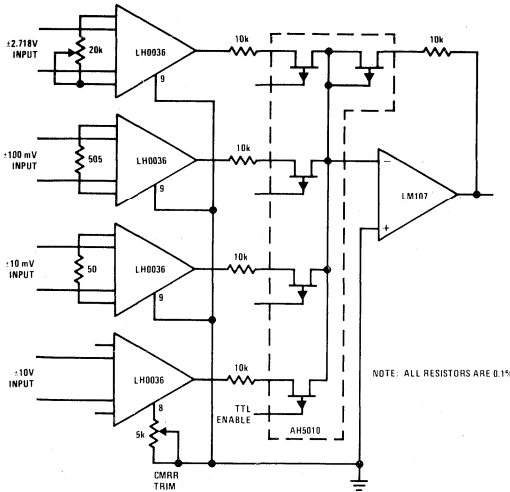 ±2.718V
INPUT
20k
LH0036
9
10k
10k
±100 mV
INPUT
505
LH0036
9
10k
−
LM107
+
±10 mV
INPUT
50
LH0036
9
10k
±10V
INPUT
LH0036
8
10k
5k
TTL
ENABLE
AH5010
CMRR
TRIM
NOTE: ALL RESISTORS ARE 0.1%